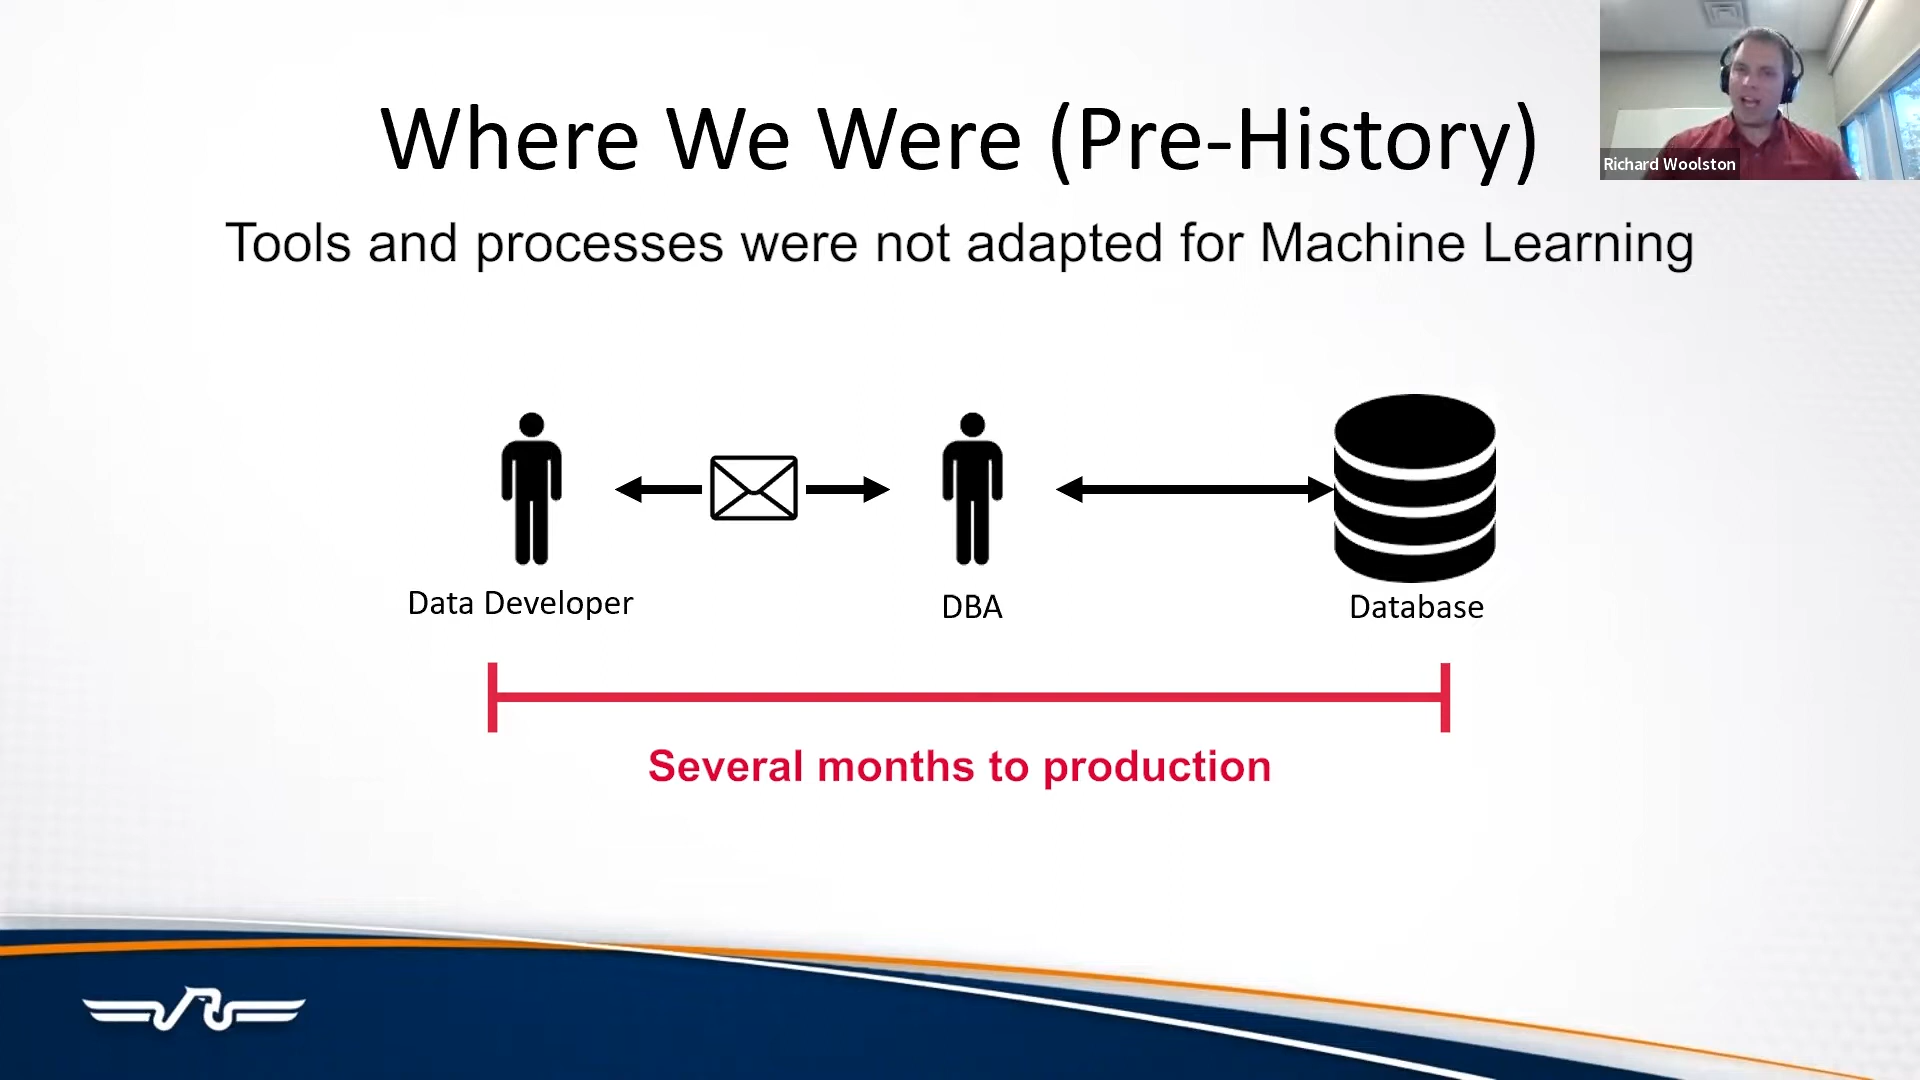 Where We Were (Pre-History)
Richard Woolston
Tools and processes were not adapted for Machine Learning
Data Developer
DBA
Database
Several months to production